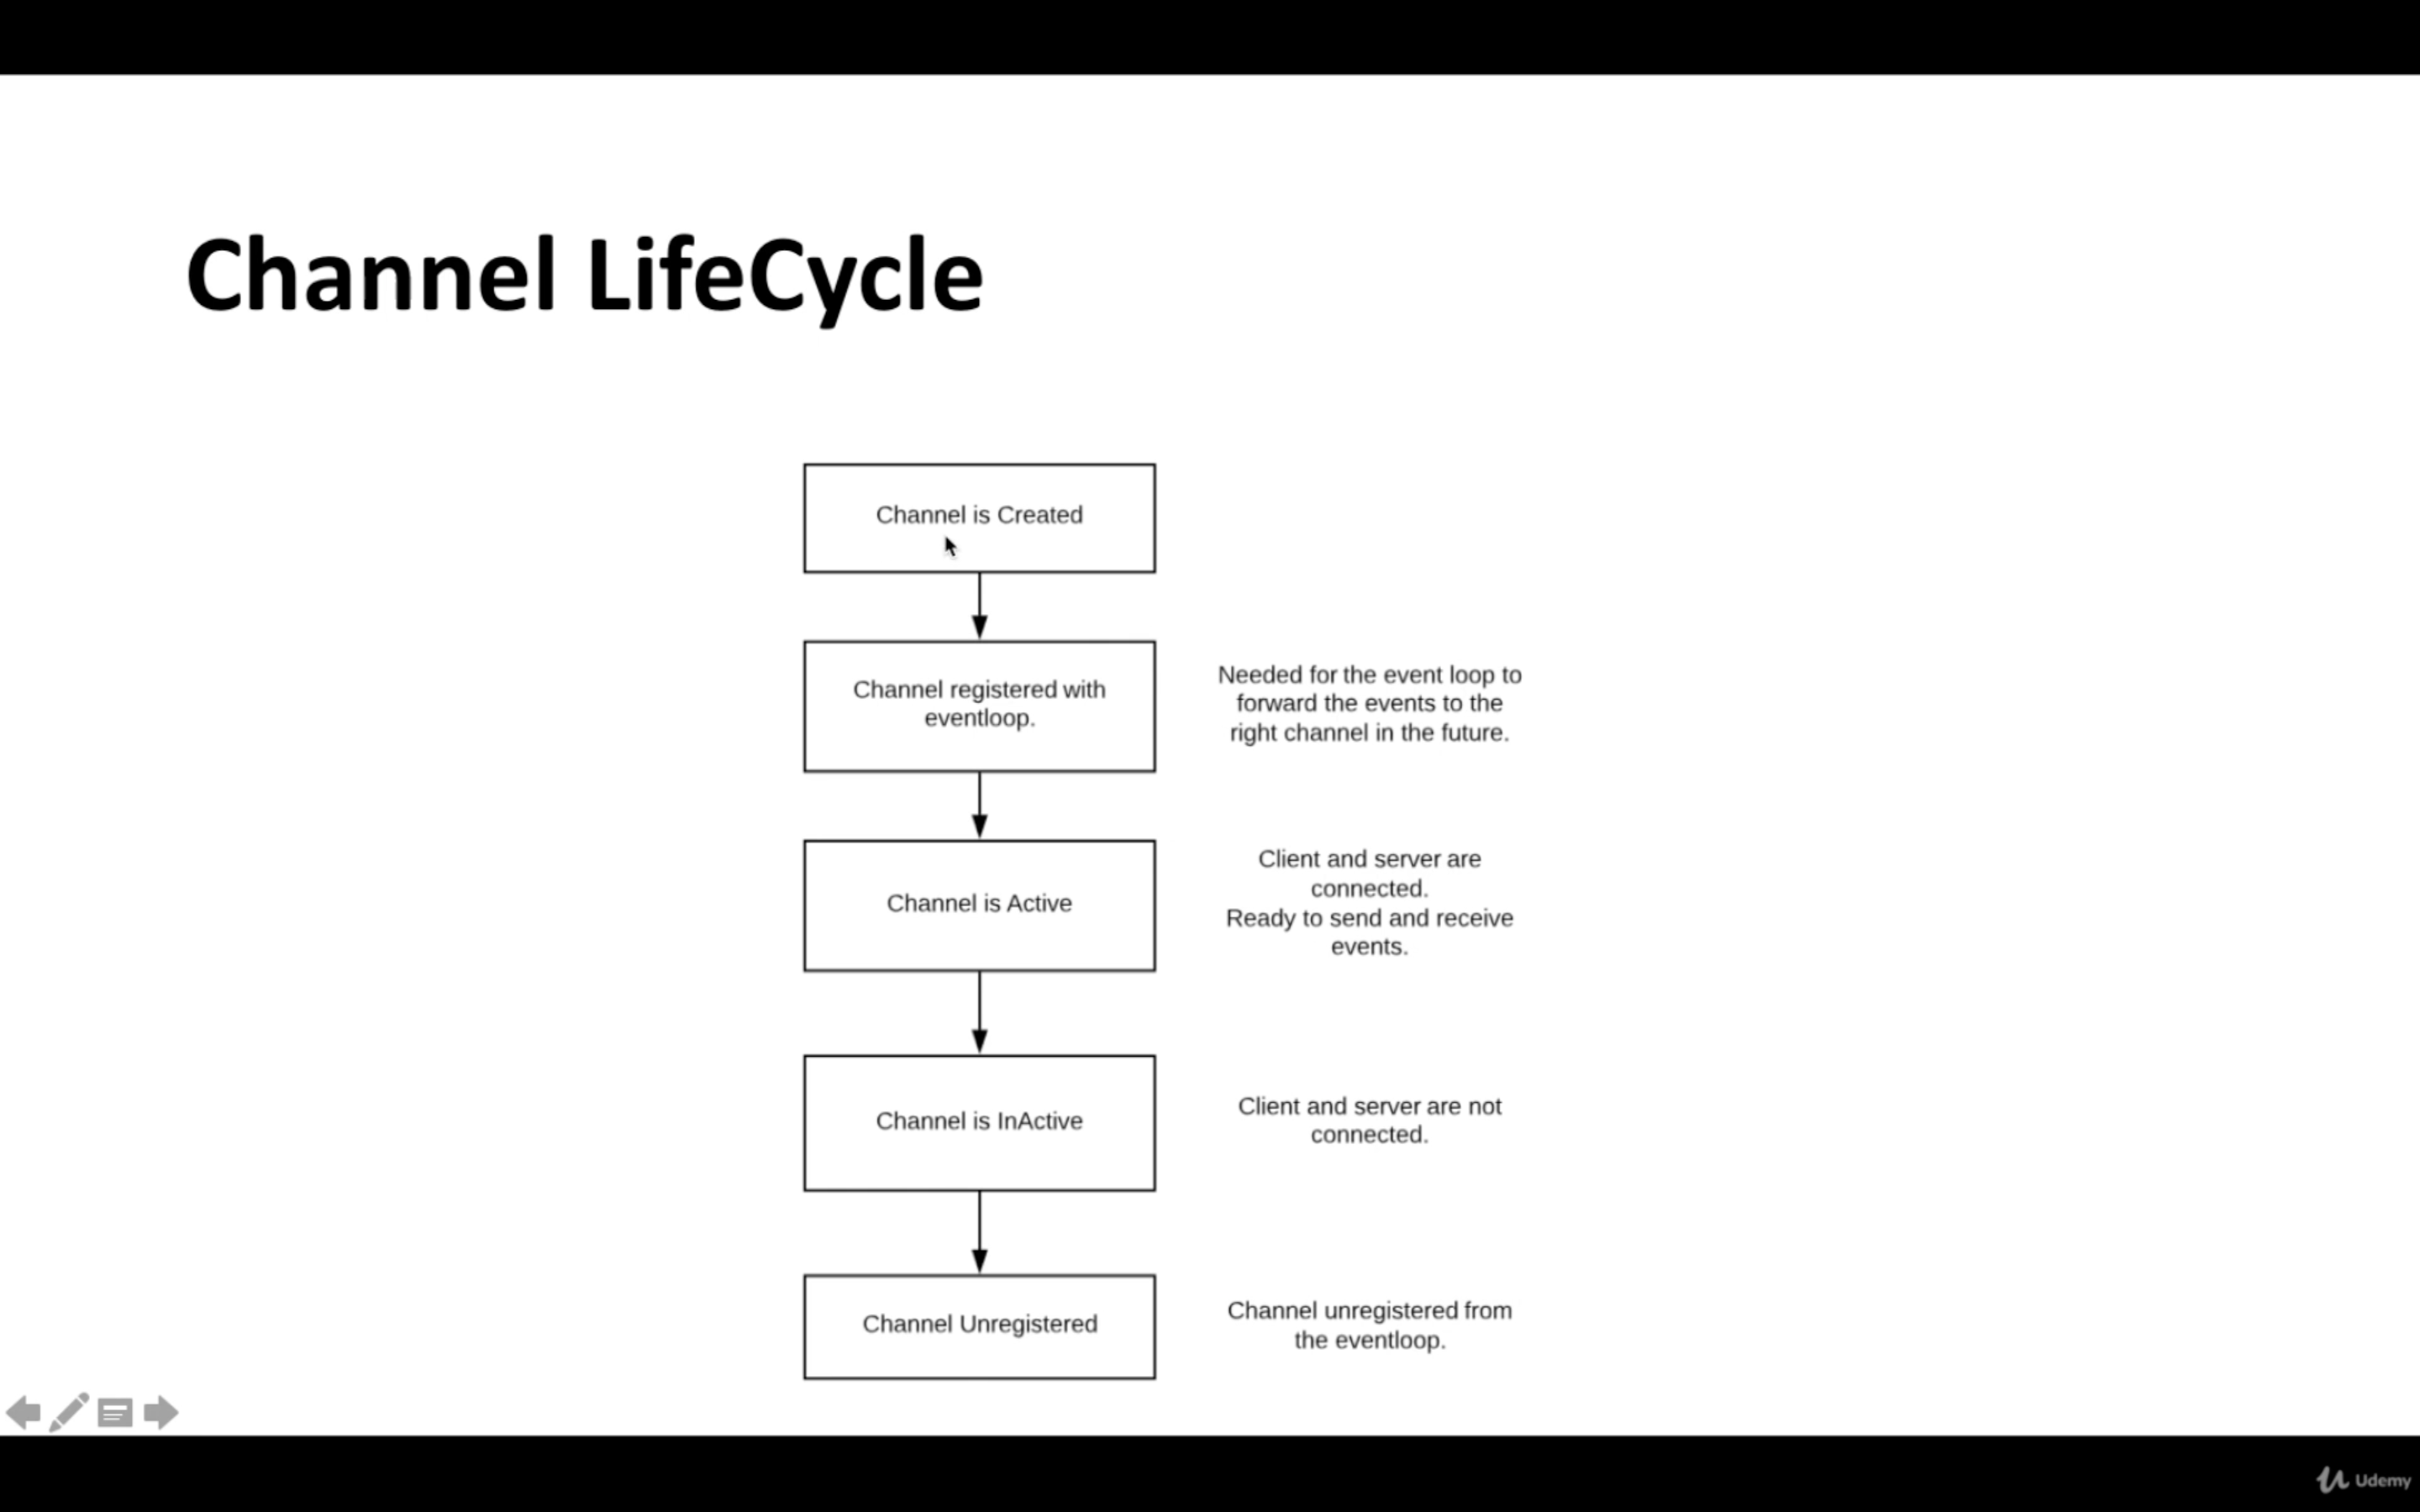 Channel LifeCycle
Channel is Created
Channel registered with
eventloop.
Needed for the event loop to
forward the events to the
right channel in the future.
Channel is Active
Client and server are
connected.
Ready to send and receive
events.
Channel is InActive
Client and server are not
connected.
Channel Unregistered
Channel unregistered from
the eventloop.
Udemy